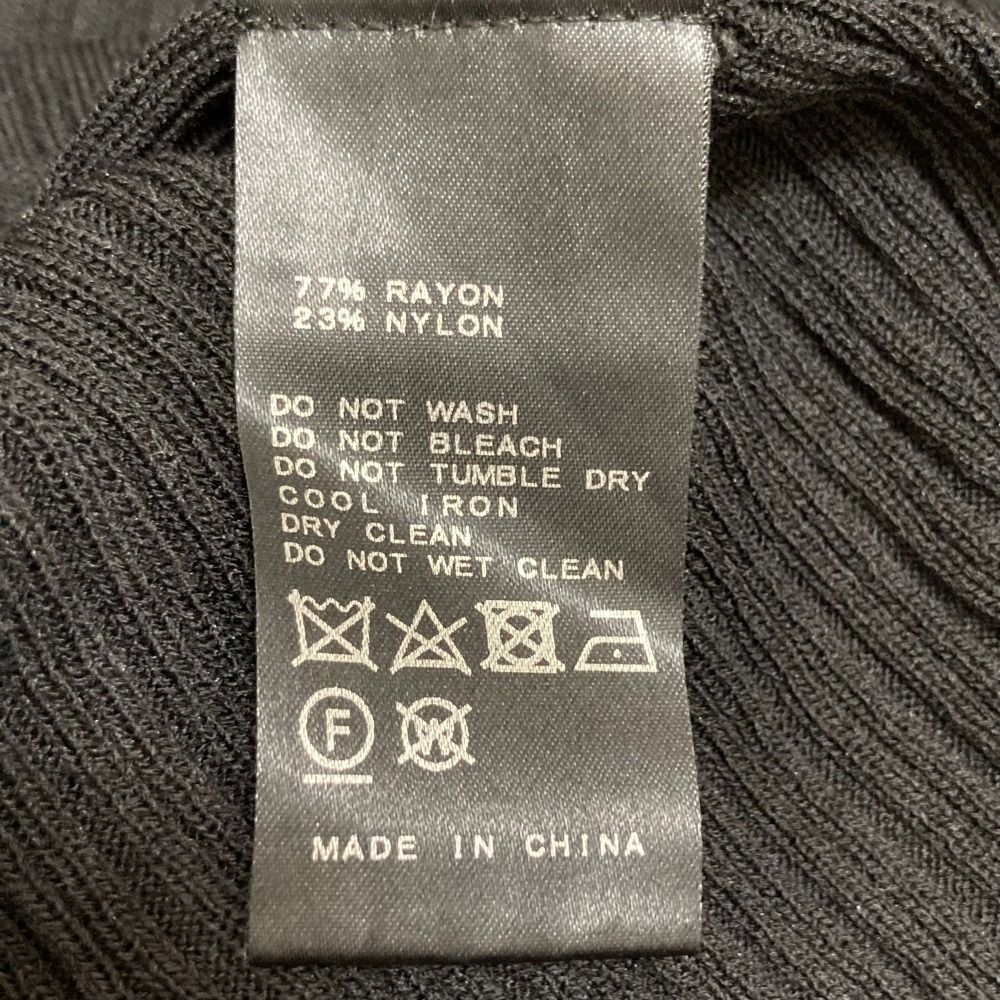 77% RAYON
23% NYLON
DO NOT WASH
DO NOT BLEACH
DO NOT TUMBLE DRY
COOL IRON
DRY CLEAN
DO NOT WET CLEAN
F W
MADE IN CHINA